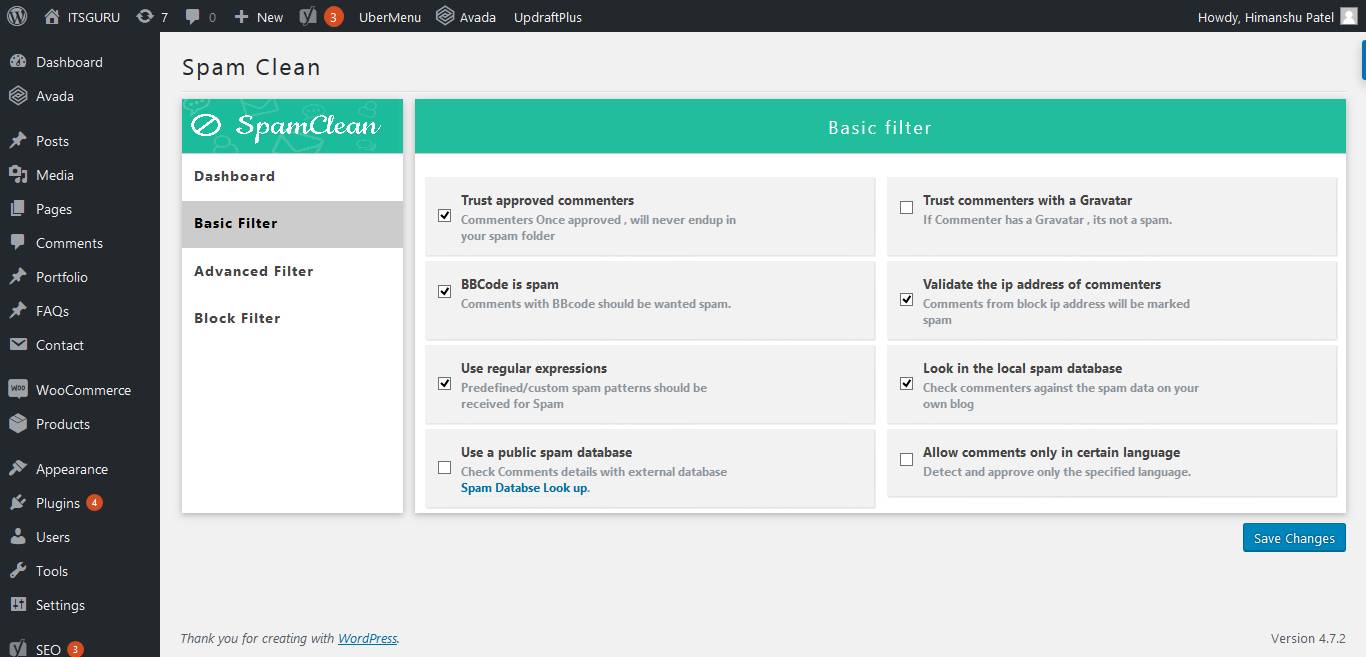 ITSGURU 7 0 New 3 UberMenu Avada UpdraftPlus Howdy, Himanshu Patel
Dashboard
Avada
Posts
Media
Pages
Comments
Portfolio
FAQs
Contact
WOO WooCommerce
Products
Appearance
Plugins 4
Users
Tools
Settings
SEO 3
Spam Clean
SpamClean
Dashboard
Basic Filter
Advanced Filter
Block Filter
Basic filter
Trust approved commenters
Commenters Once approved , will never endup in
your spam folder
Trust commenters with a Gravatar
If Commenter has a Gravatar , its not a spam.
BBCode is spam
Comments with BBcode should be wanted spam.
Validate the ip address of commenters
Comments from block ip address will be marked
spam
Use regular expressions
Predefined/custom spam patterns should be
received for Spam
Look in the local spam database
Check commenters against the spam data on your
own blog
Use a public spam database
Check Comments details with external database
Spam Databse Look up.
Allow comments only in certain language
Detect and approve only the specified language.
Save Changes
Thank you for creating with WordPress.
Version 4.7.2